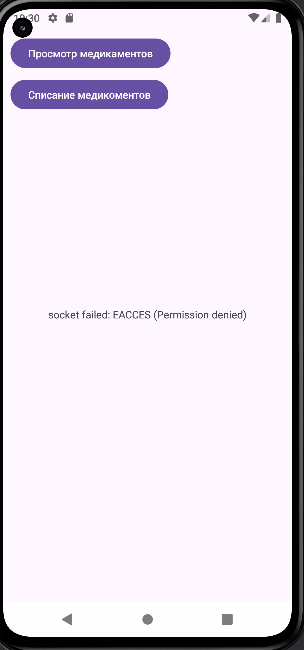 10:30
Просмотр медикаментов
Списание медикоментов
socket failed: EACCES (Permission denied)